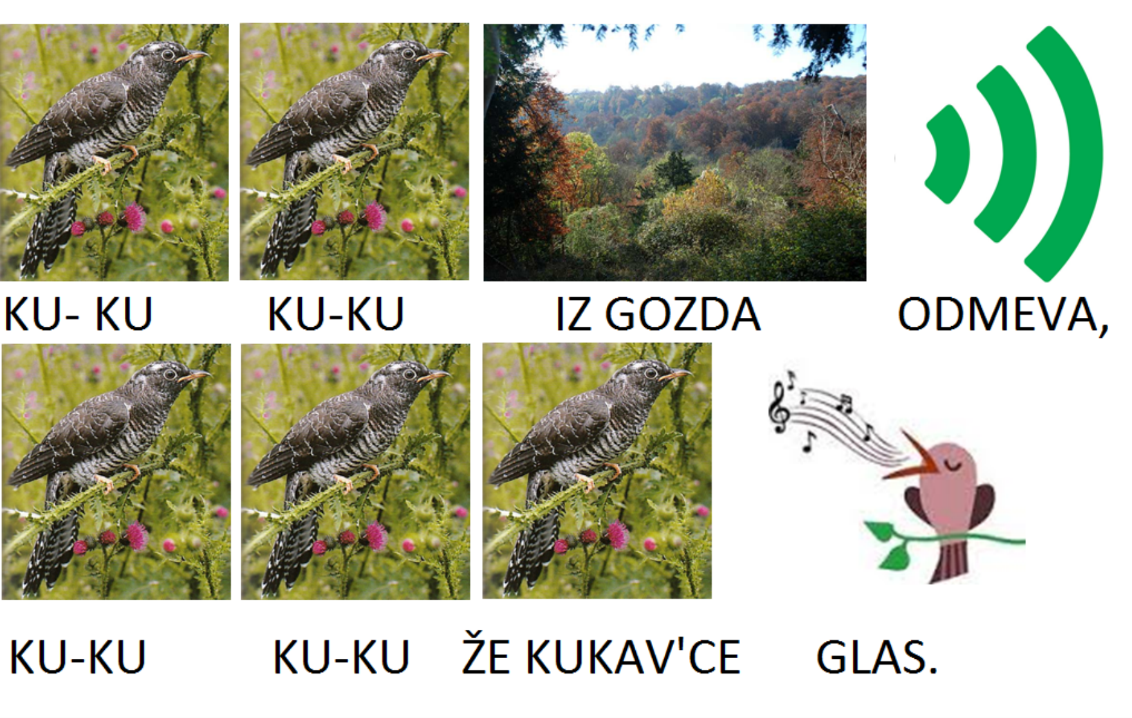 KU- KU KU-KU IZ GOZDA ODMEVA,
KU-KU KU-KU ŽE KUKAV'CE GLAS.